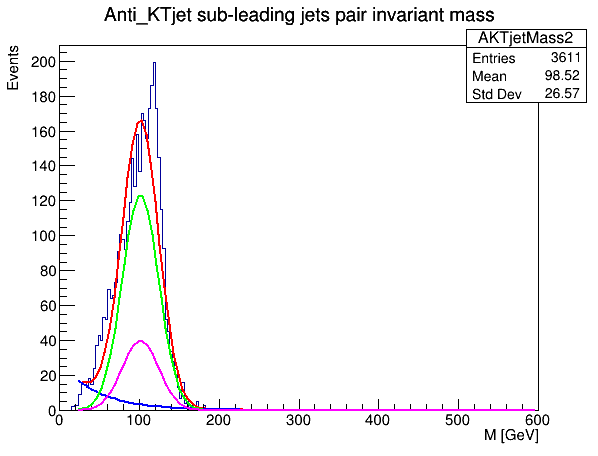 Anti_KTjet sub-leading jets pair invariant mass
AKTjetMass2
Entries 3611
Mean 98.52
Std Dev 26.57
Events
200
180
160
140
120
100
80
60
40
20
0
0 100 200 300 400 500 600
M [GeV]